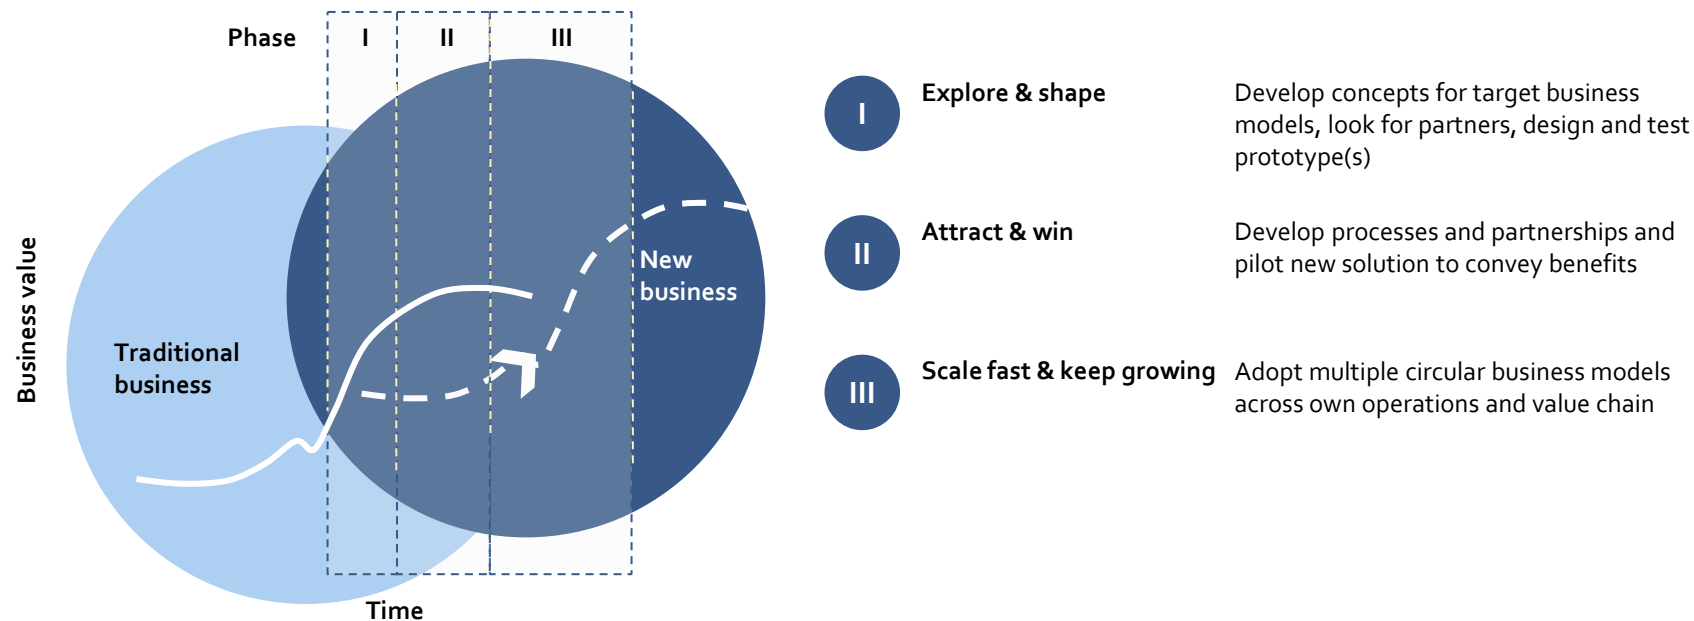 Phase I II III
Business value
Traditional
business
New
business
Time
I Explore & shape Develop concepts for target business
models, look for partners, design and test
prototype(s)
II Attract & win Develop processes and partnerships and
pilot new solution to convey benefits
III Scale fast & keep growing Adopt multiple circular business models
across own operations and value chain